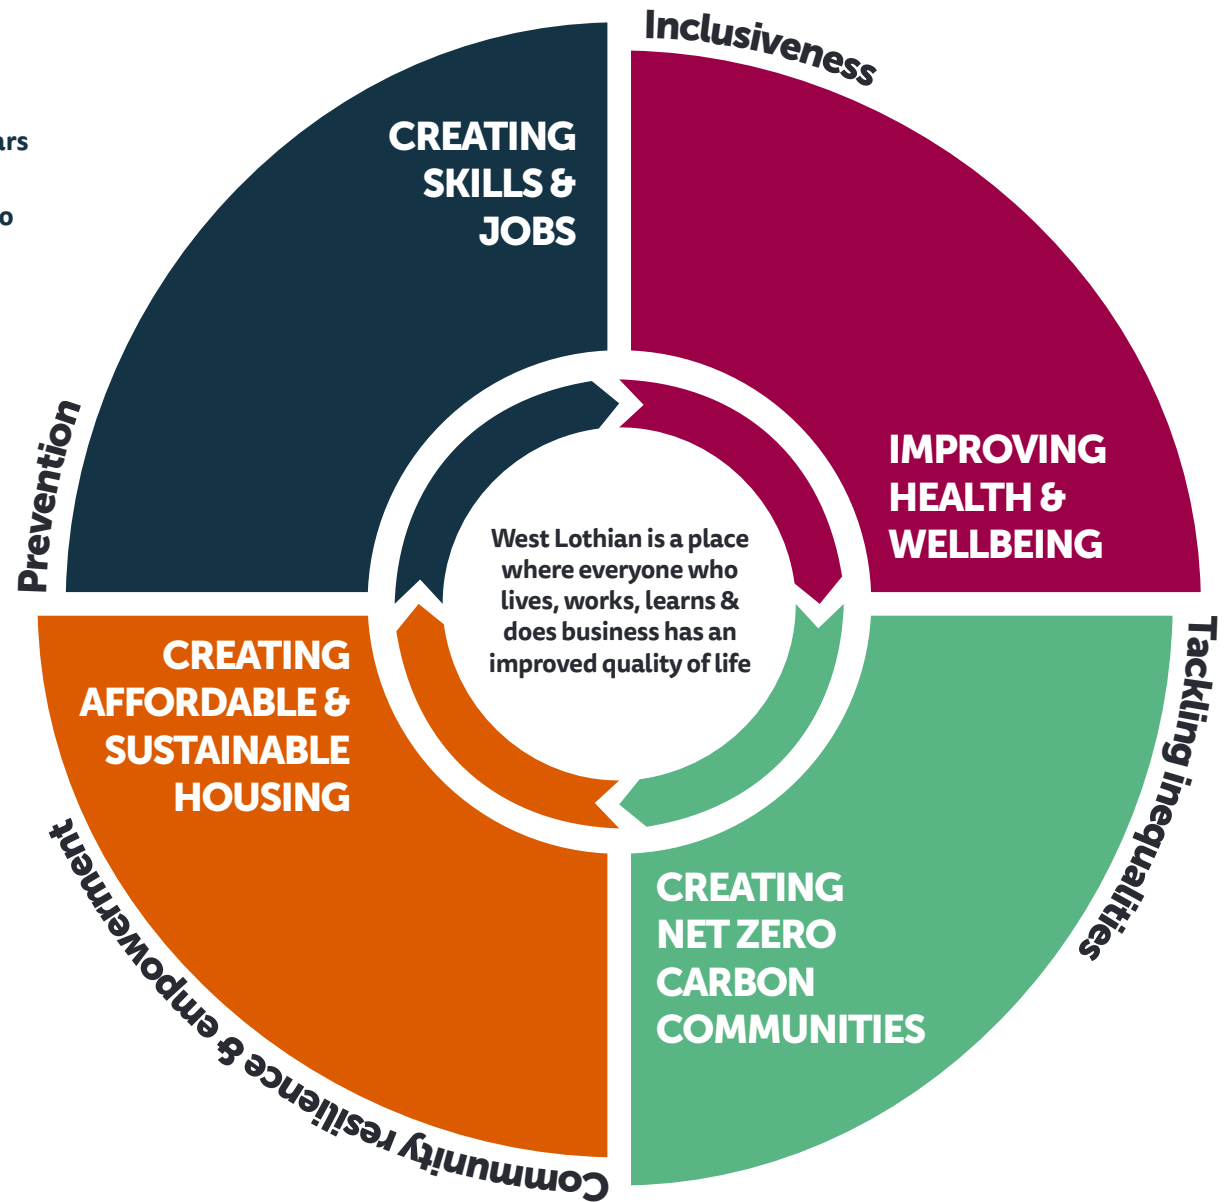 Inclusiveness
CREATING
SKILLS &
JOBS
IMPROVING
HEALTH &
WELLBEING
Prevention
West Lothian is a place
where everyone who
lives, works, learns &
does business has an
improved quality of life
Tackling inequalities
CREATING
AFFORDABLE &
SUSTAINABLE
HOUSING
CREATING
NET ZERO
CARBON
COMMUNITIES
Community resilience & empowerment